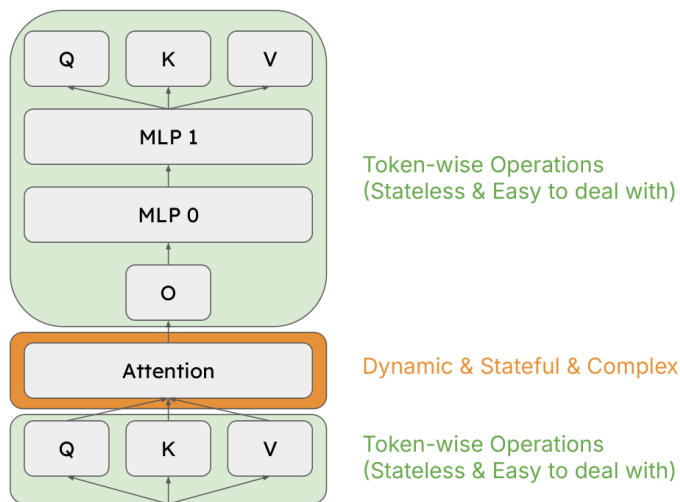 Q K V
MLP 1
Token-wise Operations
(Stateless & Easy to deal with)
MLP 0
O
Attention
Dynamic & Stateful & Complex
Q K V
Token-wise Operations
(Stateless & Easy to deal with)